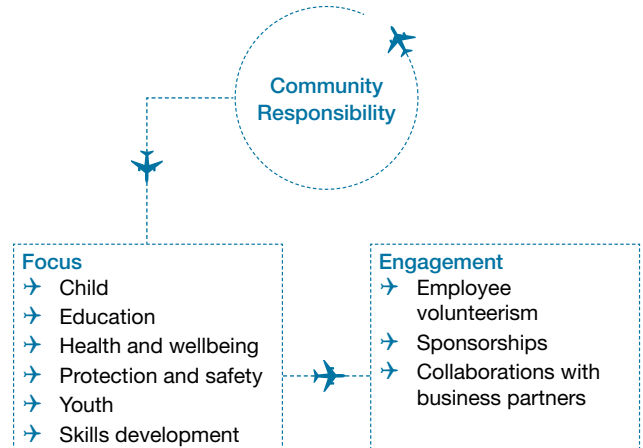 Community
Responsibility
Focus
Child
Education
Health and wellbeing
Protection and safety
Youth
Skills development
Engagement
Employee
volunteerism
Sponsorships
Collaborations with
business partners